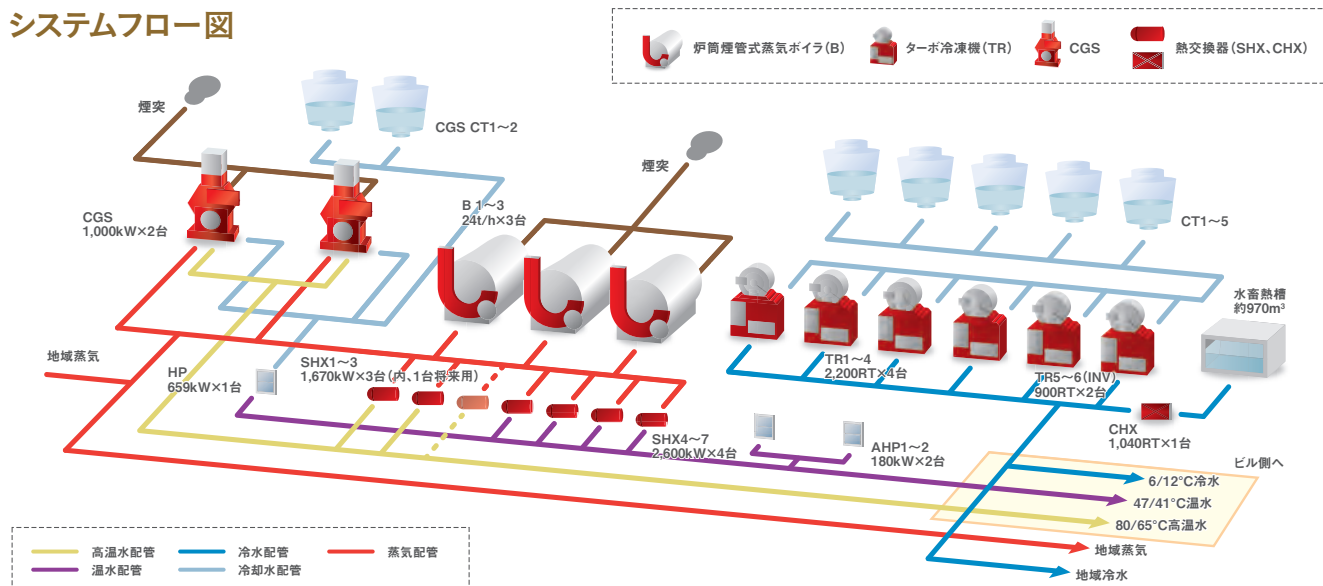 システムフロー図
炉筒煙管式蒸気ボイラ(B)
ターボ冷凍機(TR)
CGS
熱交換器(SHX、CHX)
煙突
CGS CT1～2
煙突
CGS
1,000kW×2台
B 1～3
24t/h×3台
CT1～5
水畜熱槽
約970m³
地域蒸気
HP
659kW×1台
SHX1～3
1,670kW×3台(内、1台将来用)
TR1～4
2,200RT×4台
TR5～6(INV)
900RT×2台
CHX
1,040RT×1台
SHX4～7
2,600kW×4台
AHP1～2
180kW×2台
ビル側へ
6/12°C冷水
47/41°C温水
80/65°C高温水
地域蒸気
地域冷水
高温水配管
冷水配管
蒸気配管
温水配管
冷却水配管